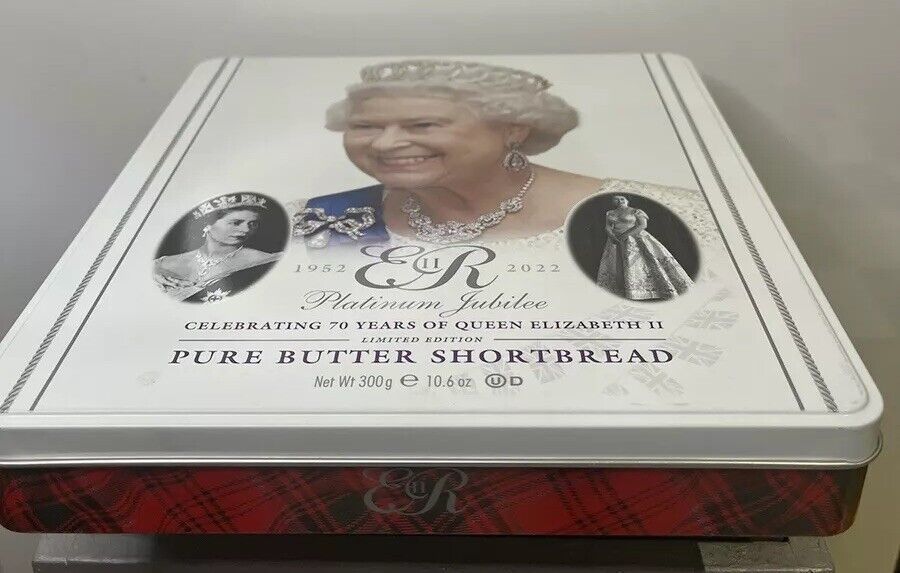 1952 EIIR 2022
Platinum Jubilee
CELEBRATING 70 YEARS OF QUEEN ELIZABETH II
LIMITED EDITION
PURE BUTTER SHORTBREAD
Net Wt 300g ℮ 10.6 oz Ⓤ D
EIIR